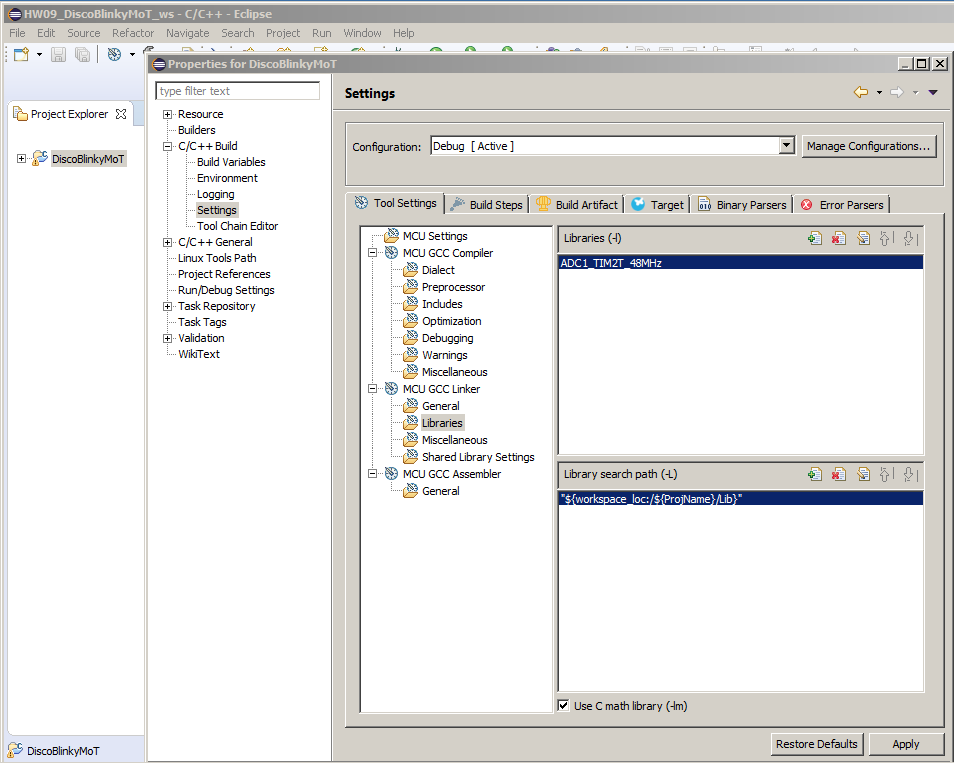 HW09_DiscoBlinkyMoT_ws - C/C++ - Eclipse
File Edit Source Refactor Navigate Search Project Run Window Help
Properties for DiscoBlinkyMoT
Project Explorer
DiscoBlinkyMoT
type filter text
Resource
Builders
C/C++ Build
Build Variables
Environment
Logging
Settings
Tool Chain Editor
C/C++ General
Linux Tools Path
Project References
Run/Debug Settings
Task Repository
Task Tags
Validation
WikiText
Settings
Configuration: Debug [ Active ] Manage Configurations...
Tool Settings Build Steps Build Artifact Target Binary Parsers Error Parsers
MCU Settings
MCU GCC Compiler
Dialect
Preprocessor
Includes
Optimization
Debugging
Warnings
Miscellaneous
MCU GCC Linker
General
Libraries
Miscellaneous
Shared Library Settings
MCU GCC Assembler
General
Libraries (-l)
ADC1_TIM2T_48MHz
Library search path (-L)
"${workspace_loc:/${ProjName}/Lib}"
Use C math library (-lm)
Restore Defaults Apply
DiscoBlinkyMoT